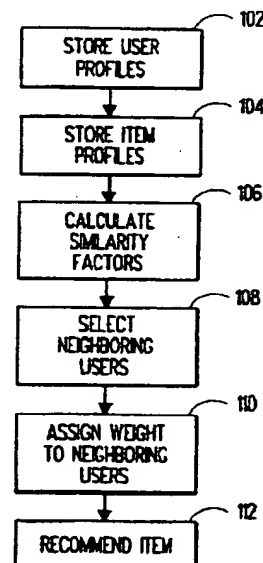 102
STORE USER
PROFILES
104
STORE ITEM
PROFILES
106
CALCULATE
SIMILARITY
FACTORS
108
SELECT
NEIGHBORING
USERS
110
ASSIGN WEIGHT
TO NEIGHBORING
USERS
112
RECOMMEND ITEM